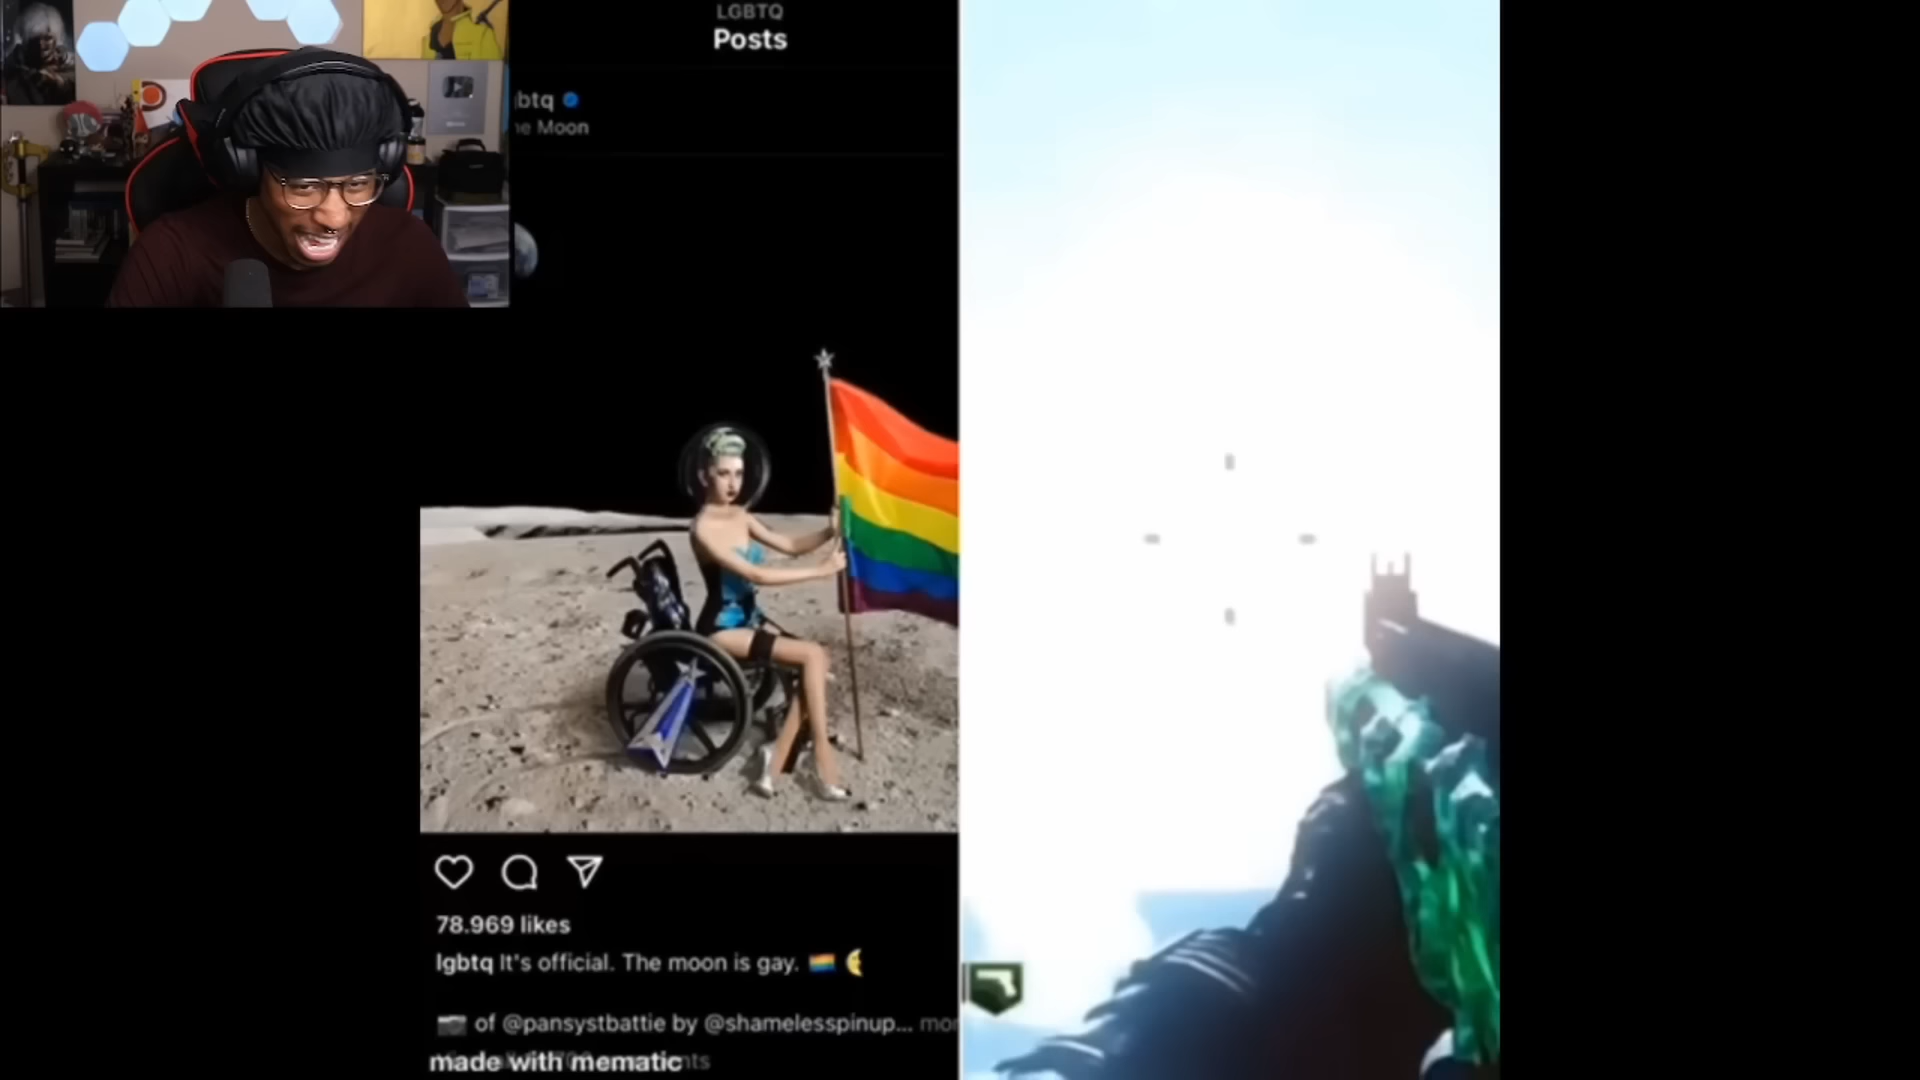 LGBTQ
Posts
btq
e Moon
78.969 likes
lgbtq It's official. The moon is gay. 🏳️‍🌈 🌜
📷 of @pansystbattie by @shamelesspinup... mor
made with mematic